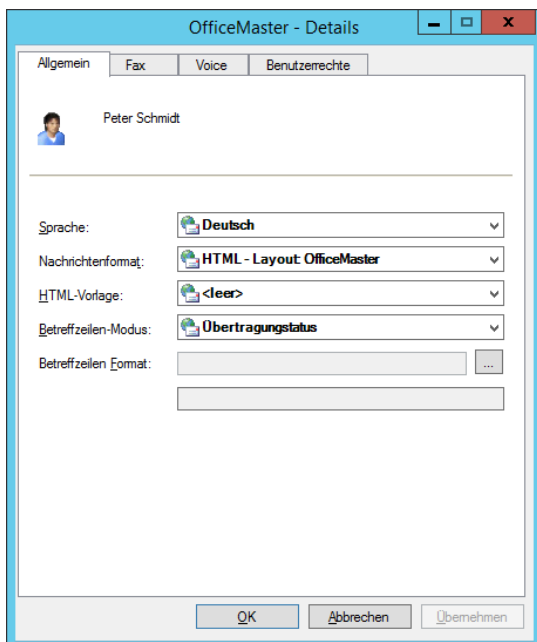 OfficeMaster - Details
Allgemein Fax Voice Benutzerrechte
Peter Schmidt
Sprache: Deutsch
Nachrichtenformat: HTML - Layout: OfficeMaster
HTML-Vorlage: <leer>
Betreffzeilen-Modus: Übertragungstatus
Betreffzeilen Format: ...
OK Abbrechen Übernehmen